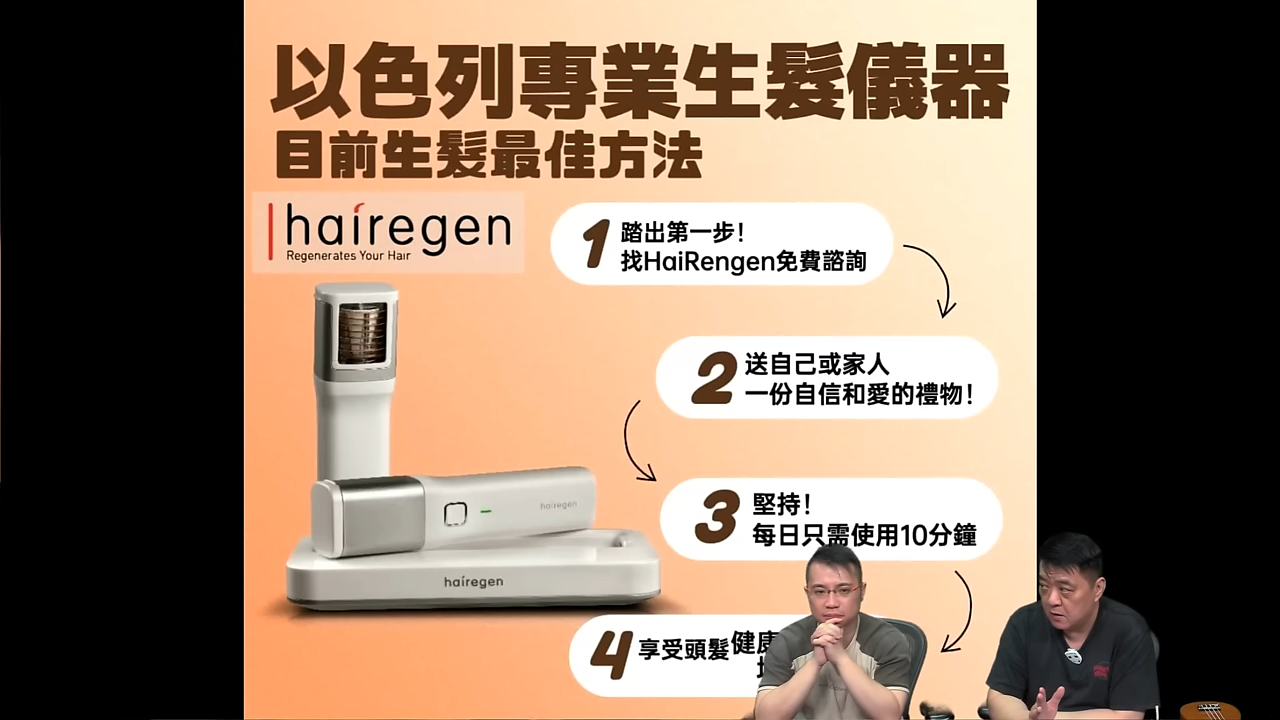 以色列專業生髮儀器
目前生髮最佳方法
hairegen
Regenerates Your Hair
1 踏出第一步!
找HaiRengen免費諮詢
2 送自己或家人
一份自信和愛的禮物!
3 堅持!
每日只需使用10分鐘
hairegen
hairegen
4 享受頭髮健康